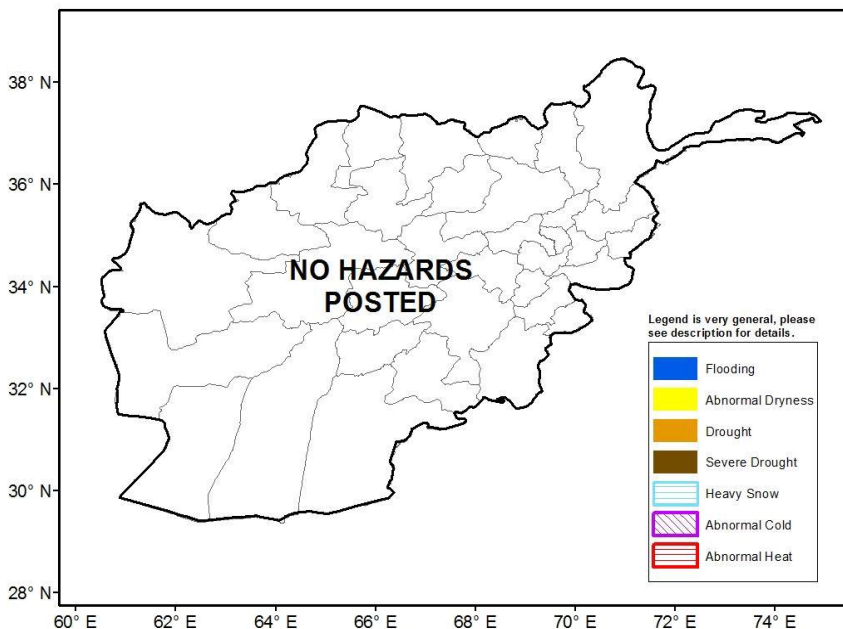 38° N
36° N
34° N
32° N
30° N
28° N
NO HAZARDS
POSTED
Legend is very general, please
see description for details.
Flooding
Abnormal Dryness
Drought
Severe Drought
Heavy Snow
Abnormal Cold
Abnormal Heat
60° E
62° E
64° E
66° E
68° E
70° E
72° E
74° E